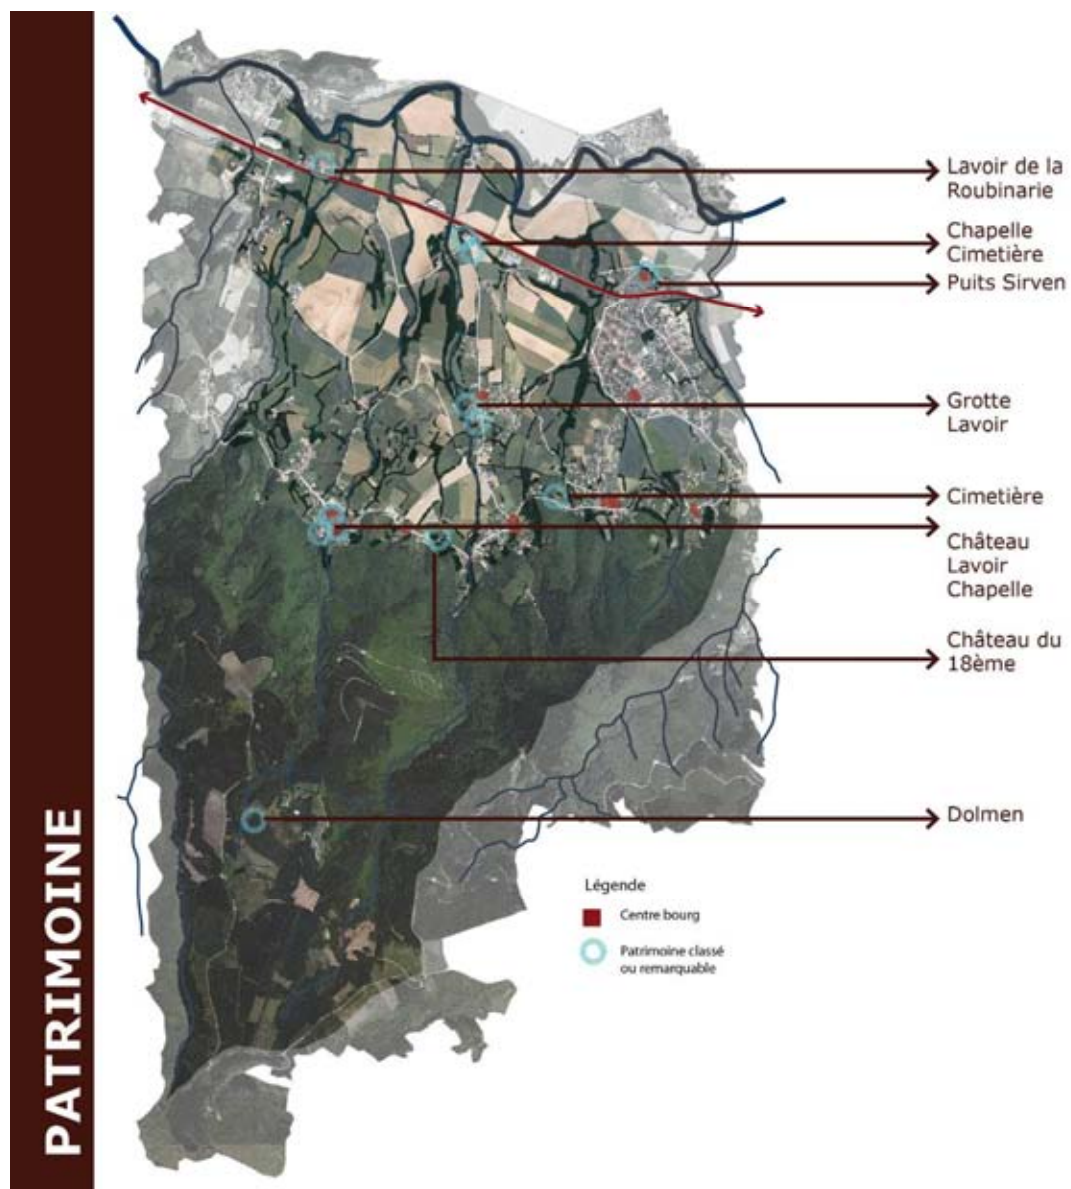 PATRIMOINE
Lavoir de la
Roubinarie
Chapelle
Cimetière
Puits Sirven
Grotte
Lavoir
Cimetière
Château
Lavoir
Chapelle
Château du
18ème
Dolmen
Légende
Centre bourg
Patrimoine classé
ou remarquable